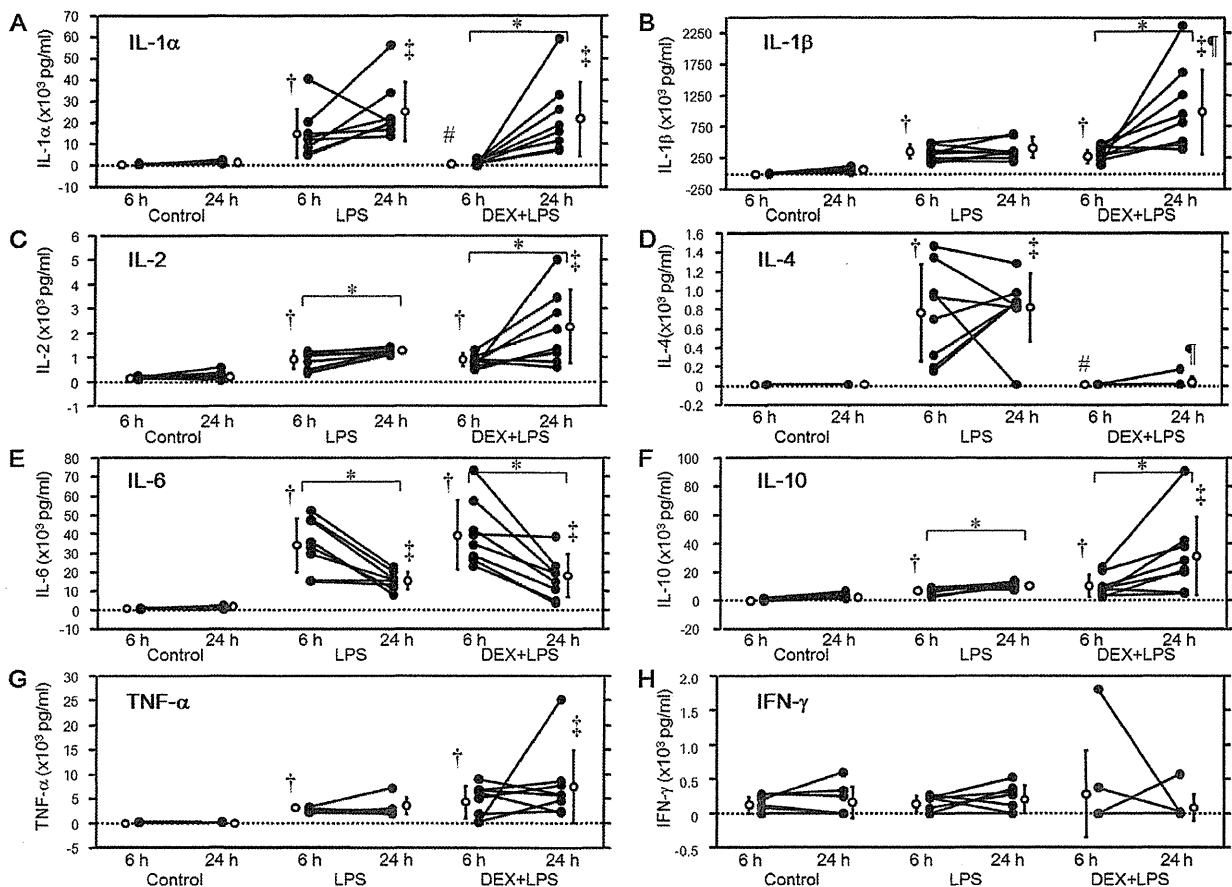 A
IL-1α
IL-1α (x10³ pg/ml)
70
60
50
40
30
20
10
0
-10
†
‡
#
*
‡
6 h 24 h 6 h 24 h 6 h 24 h
Control LPS DEX+LPS
B
IL-1β
IL-1β (x10³ pg/ml)
2250
1750
1250
750
250
-250
†
†
*
‡¶
6 h 24 h 6 h 24 h 6 h 24 h
Control LPS DEX+LPS
C
IL-2
IL-2 (x10³ pg/ml)
6
5
4
3
2
1
0
-1
†
*
†
*
‡
6 h 24 h 6 h 24 h 6 h 24 h
Control LPS DEX+LPS
D
IL-4
IL-4(x10³ pg/ml)
1.6
1.4
1.2
1.0
0.8
0.6
0.4
0.2
0
-0.2
†
‡
#
¶
6 h 24 h 6 h 24 h 6 h 24 h
Control LPS DEX+LPS
E
IL-6
IL-6 (x10³ pg/ml)
80
70
60
50
40
30
20
10
0
-10
†
*
‡
†
*
‡
6 h 24 h 6 h 24 h 6 h 24 h
Control LPS DEX+LPS
F
IL-10
IL-10 (x10³ pg/ml)
100
80
60
40
20
0
-20
†
*
†
*
‡
6 h 24 h 6 h 24 h 6 h 24 h
Control LPS DEX+LPS
G
TNF-α
TNF-α (x10³ pg/ml)
30
25
20
15
10
5
0
-5
†
†
‡
6 h 24 h 6 h 24 h 6 h 24 h
Control LPS DEX+LPS
H
IFN-γ
IFN-γ (x10³ pg/ml)
2.0
1.5
1.0
0.5
0.0
-0.5
6 h 24 h 6 h 24 h 6 h 24 h
Control LPS DEX+LPS